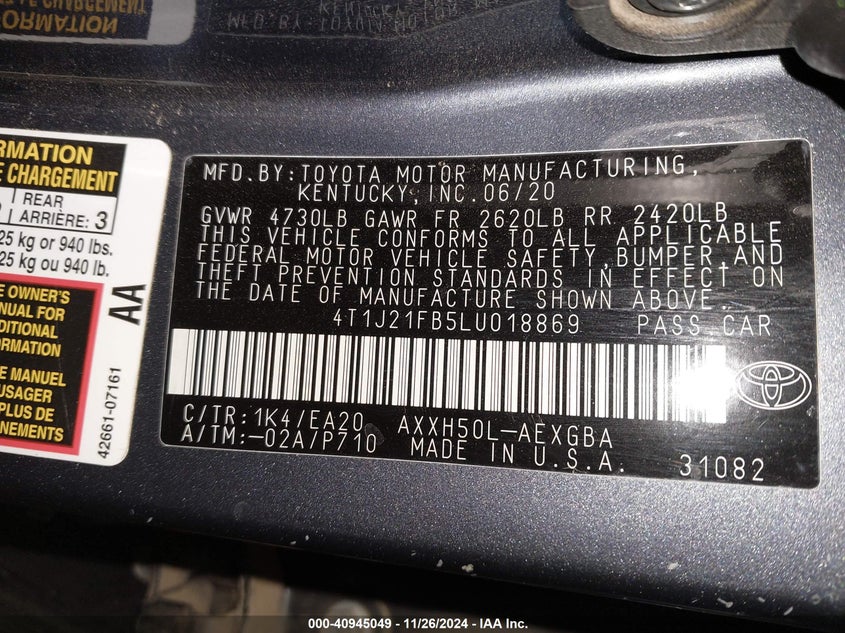 ORMATION
KENTUCKY,
RMATION
E CHARGEMENT
REAR
ARRIÈRE: 3
25 kg or 940 lbs.
25 kg ou 940 lb.
E OWNER'S
ANUAL FOR
DITIONAL
ORMATION
E MANUEL
USAGER
PLUS DE
NEMENTS
AA
42661-07161
MFD.BY:TOYOTA MOTOR MANUFACTURING,
KENTUCKY,INC.06/20
GVWR 4730LB GAWR FR 2620LB RR 2420LB
THIS VEHICLE CONFORMS TO ALL APPLICABLE
FEDERAL MOTOR VEHICLE SAFETY,BUMPER,AND
THEFT PREVENTION STANDARDS IN EFFECT ON
THE DATE OF MANUFACTURE SHOWN ABOVE.
4T1J21FB5LU018869 PASS.CAR
C/TR:1K4/EA20 AXXH50L-AEXGBA
A/TM:-02A/P710 MADE IN U.S.A. 31082
000-40945049 - 11/26/2024 - IAA Inc.